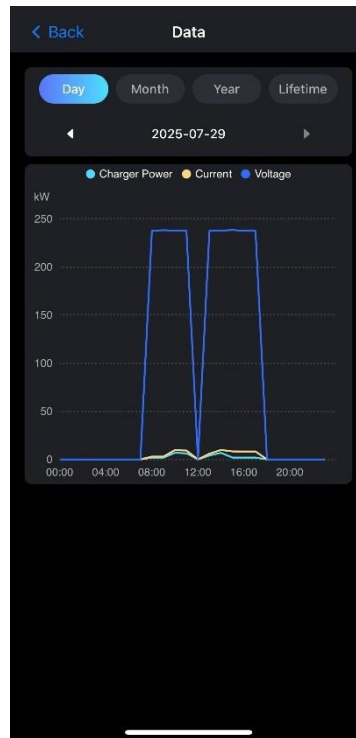 Back Data
Day Month Year Lifetime
2025-07-29
Charger Power Current Voltage
kW
250
200
150
100
50
0
00:00 04:00 08:00 12:00 16:00 20:00